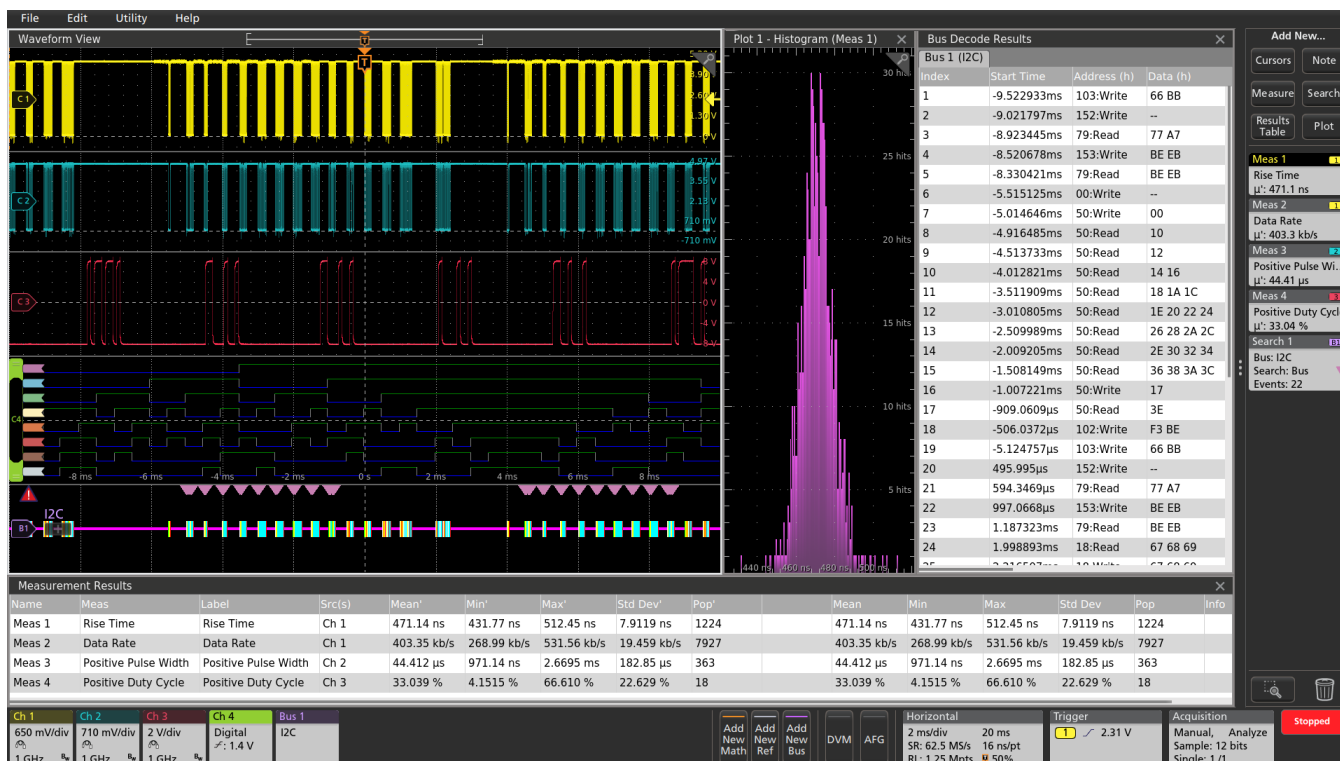 File Edit Utility Help
Waveform View
C 1
3.90 V
1.30 V
C 2
4.97 V
3.55 V
2.13 V
710 mV
-710 mV
C 3
8 V
4 V
0 V
-4 V
-8 V
C4
-8 ms -6 ms -4 ms -2 ms 0 s 2 ms 4 ms 6 ms 8 ms
I2C
B1
Plot 1 - Histogram (Meas 1)
30 hits
25 hits
20 hits
15 hits
10 hits
5 hits
440 ns 460 ns 480 ns 500 ns
Bus Decode Results
Bus 1 (I2C)
Index Start Time Address (h) Data (h)
1 -9.522933ms 103:Write 66 BB
2 -9.021797ms 152:Write --
3 -8.923445ms 79:Read 77 A7
4 -8.520678ms 153:Write BE EB
5 -8.330421ms 79:Read BE EB
6 -5.515125ms 00:Write --
7 -5.014646ms 50:Write 00
8 -4.916485ms 50:Read 10
9 -4.513733ms 50:Read 12
10 -4.012821ms 50:Read 14 16
11 -3.511909ms 50:Read 18 1A 1C
12 -3.010805ms 50:Read 1E 20 22 24
13 -2.509989ms 50:Read 26 28 2A 2C
14 -2.009205ms 50:Read 2E 30 32 34
15 -1.508149ms 50:Read 36 38 3A 3C
16 -1.007221ms 50:Write 17
17 -909.0609µs 50:Read 3E
18 -506.0372µs 102:Write F3 BE
19 -5.124757µs 103:Write 66 BB
20 495.995µs 152:Write --
21 594.3469µs 79:Read 77 A7
22 997.0668µs 153:Write BE EB
23 1.187323ms 79:Read BE EB
24 1.998893ms 18:Read 67 68 69
Add New...
Cursors Note
Measure Search
Results Table Plot
Meas 1 1
Rise Time
µ': 471.1 ns
Meas 2 1
Data Rate
µ': 403.3 kb/s
Meas 3 2
Positive Pulse Wi...
µ': 44.41 µs
Meas 4 3
Positive Duty Cycle
µ': 33.04 %
Search 1 B1
Bus: I2C
Search: Bus
Events: 22
Measurement Results
Name Meas Label Src(s) Mean' Min' Max' Std Dev' Pop' Mean Min Max Std Dev Pop Info
Meas 1 Rise Time Rise Time Ch 1 471.14 ns 431.77 ns 512.45 ns 7.9119 ns 1224 471.14 ns 431.77 ns 512.45 ns 7.9119 ns 1224
Meas 2 Data Rate Data Rate Ch 1 403.35 kb/s 268.99 kb/s 531.56 kb/s 19.459 kb/s 7927 403.35 kb/s 268.99 kb/s 531.56 kb/s 19.459 kb/s 7927
Meas 3 Positive Pulse Width Positive Pulse Width Ch 2 44.412 µs 971.14 ns 2.6695 ms 182.85 µs 363 44.412 µs 971.14 ns 2.6695 ms 182.85 µs 363
Meas 4 Positive Duty Cycle Positive Duty Cycle Ch 3 33.039 % 4.1515 % 66.610 % 22.629 % 18 33.039 % 4.1515 % 66.610 % 22.629 % 18
Ch 1
650 mV/div
1 GHz Bw
Ch 2
710 mV/div
1 GHz Bw
Ch 3
2 V/div
1 GHz Bw
Ch 4
Digital
: 1.4 V
Bus 1
I2C
Add New Math
Add New Ref
Add New Bus
DVM
AFG
Horizontal
2 ms/div 20 ms
SR: 62.5 MS/s 16 ns/pt
RL: 1.25 Mpts 50%
Trigger
1 2.31 V
Acquisition
Manual, Analyze
Sample: 12 bits
Single: 1 /1
Stopped